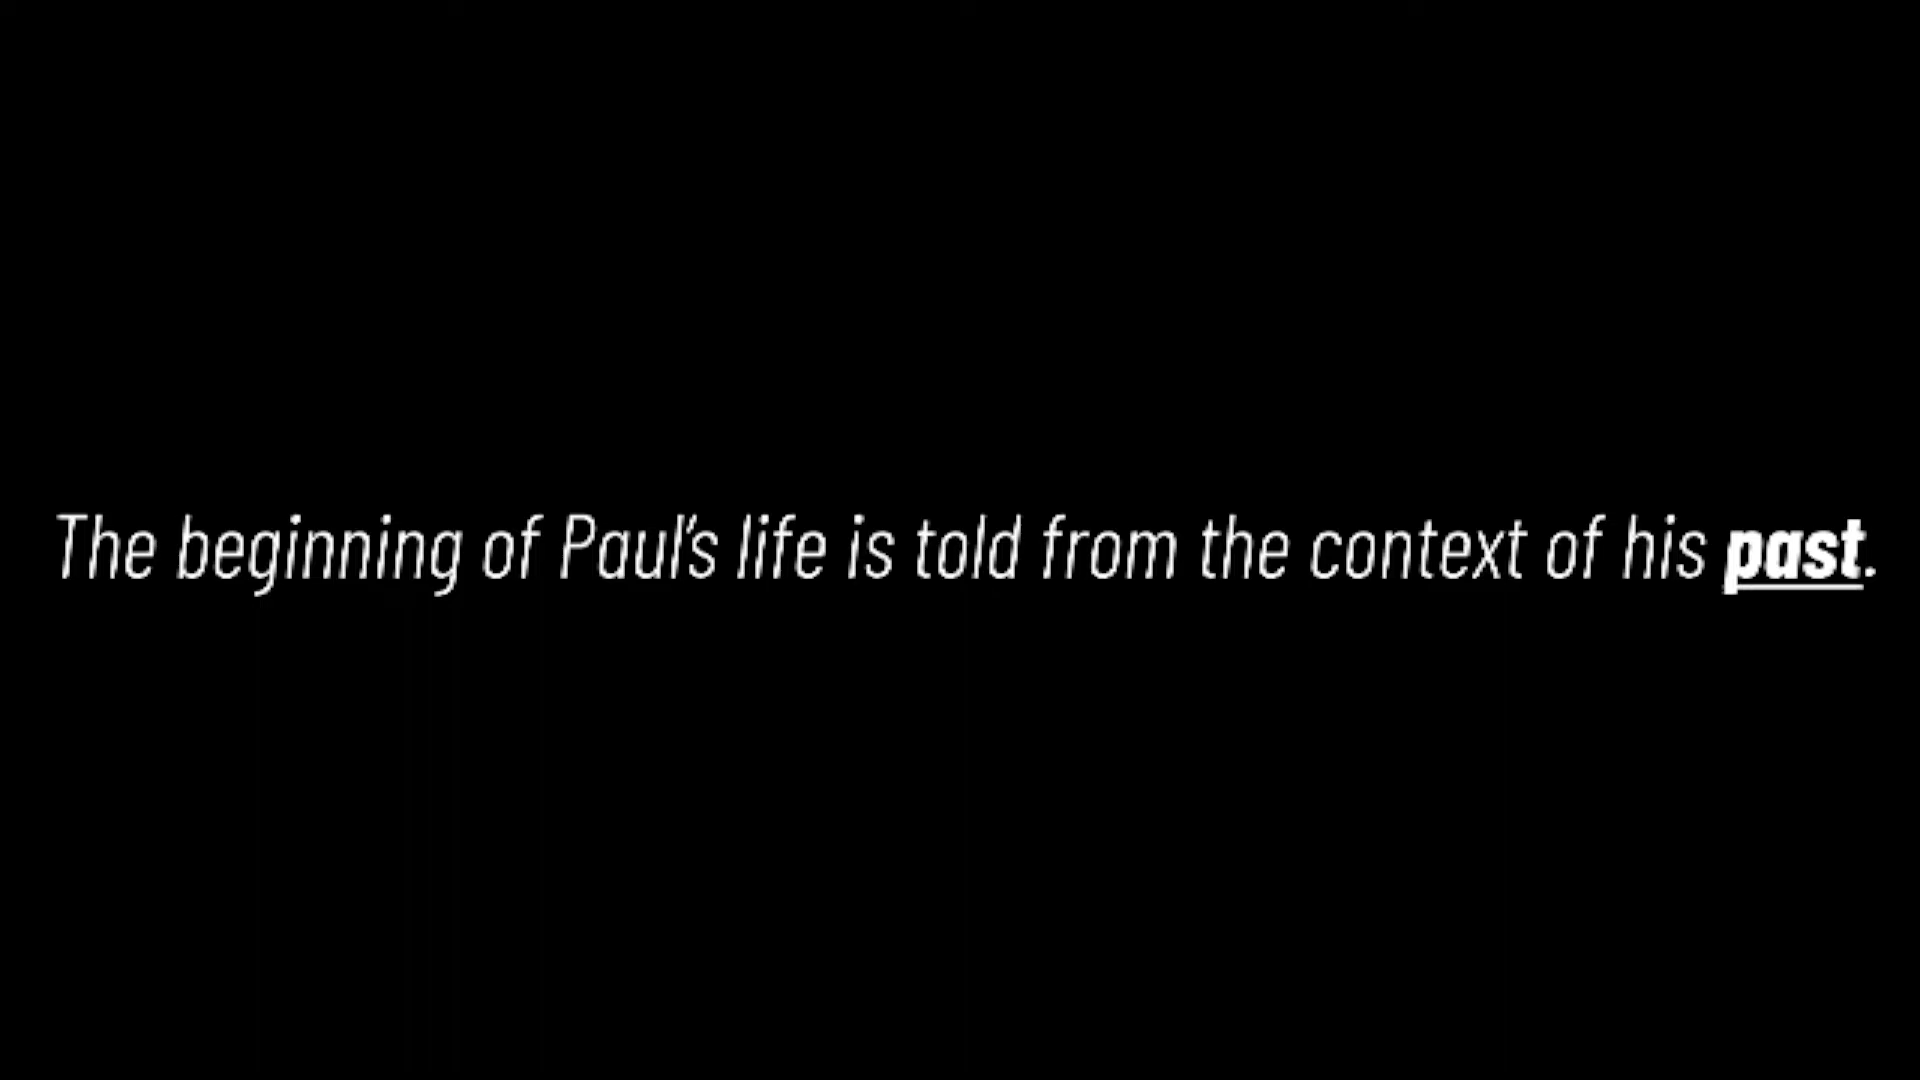 The beginning of Paul's life is told from the context of his past.